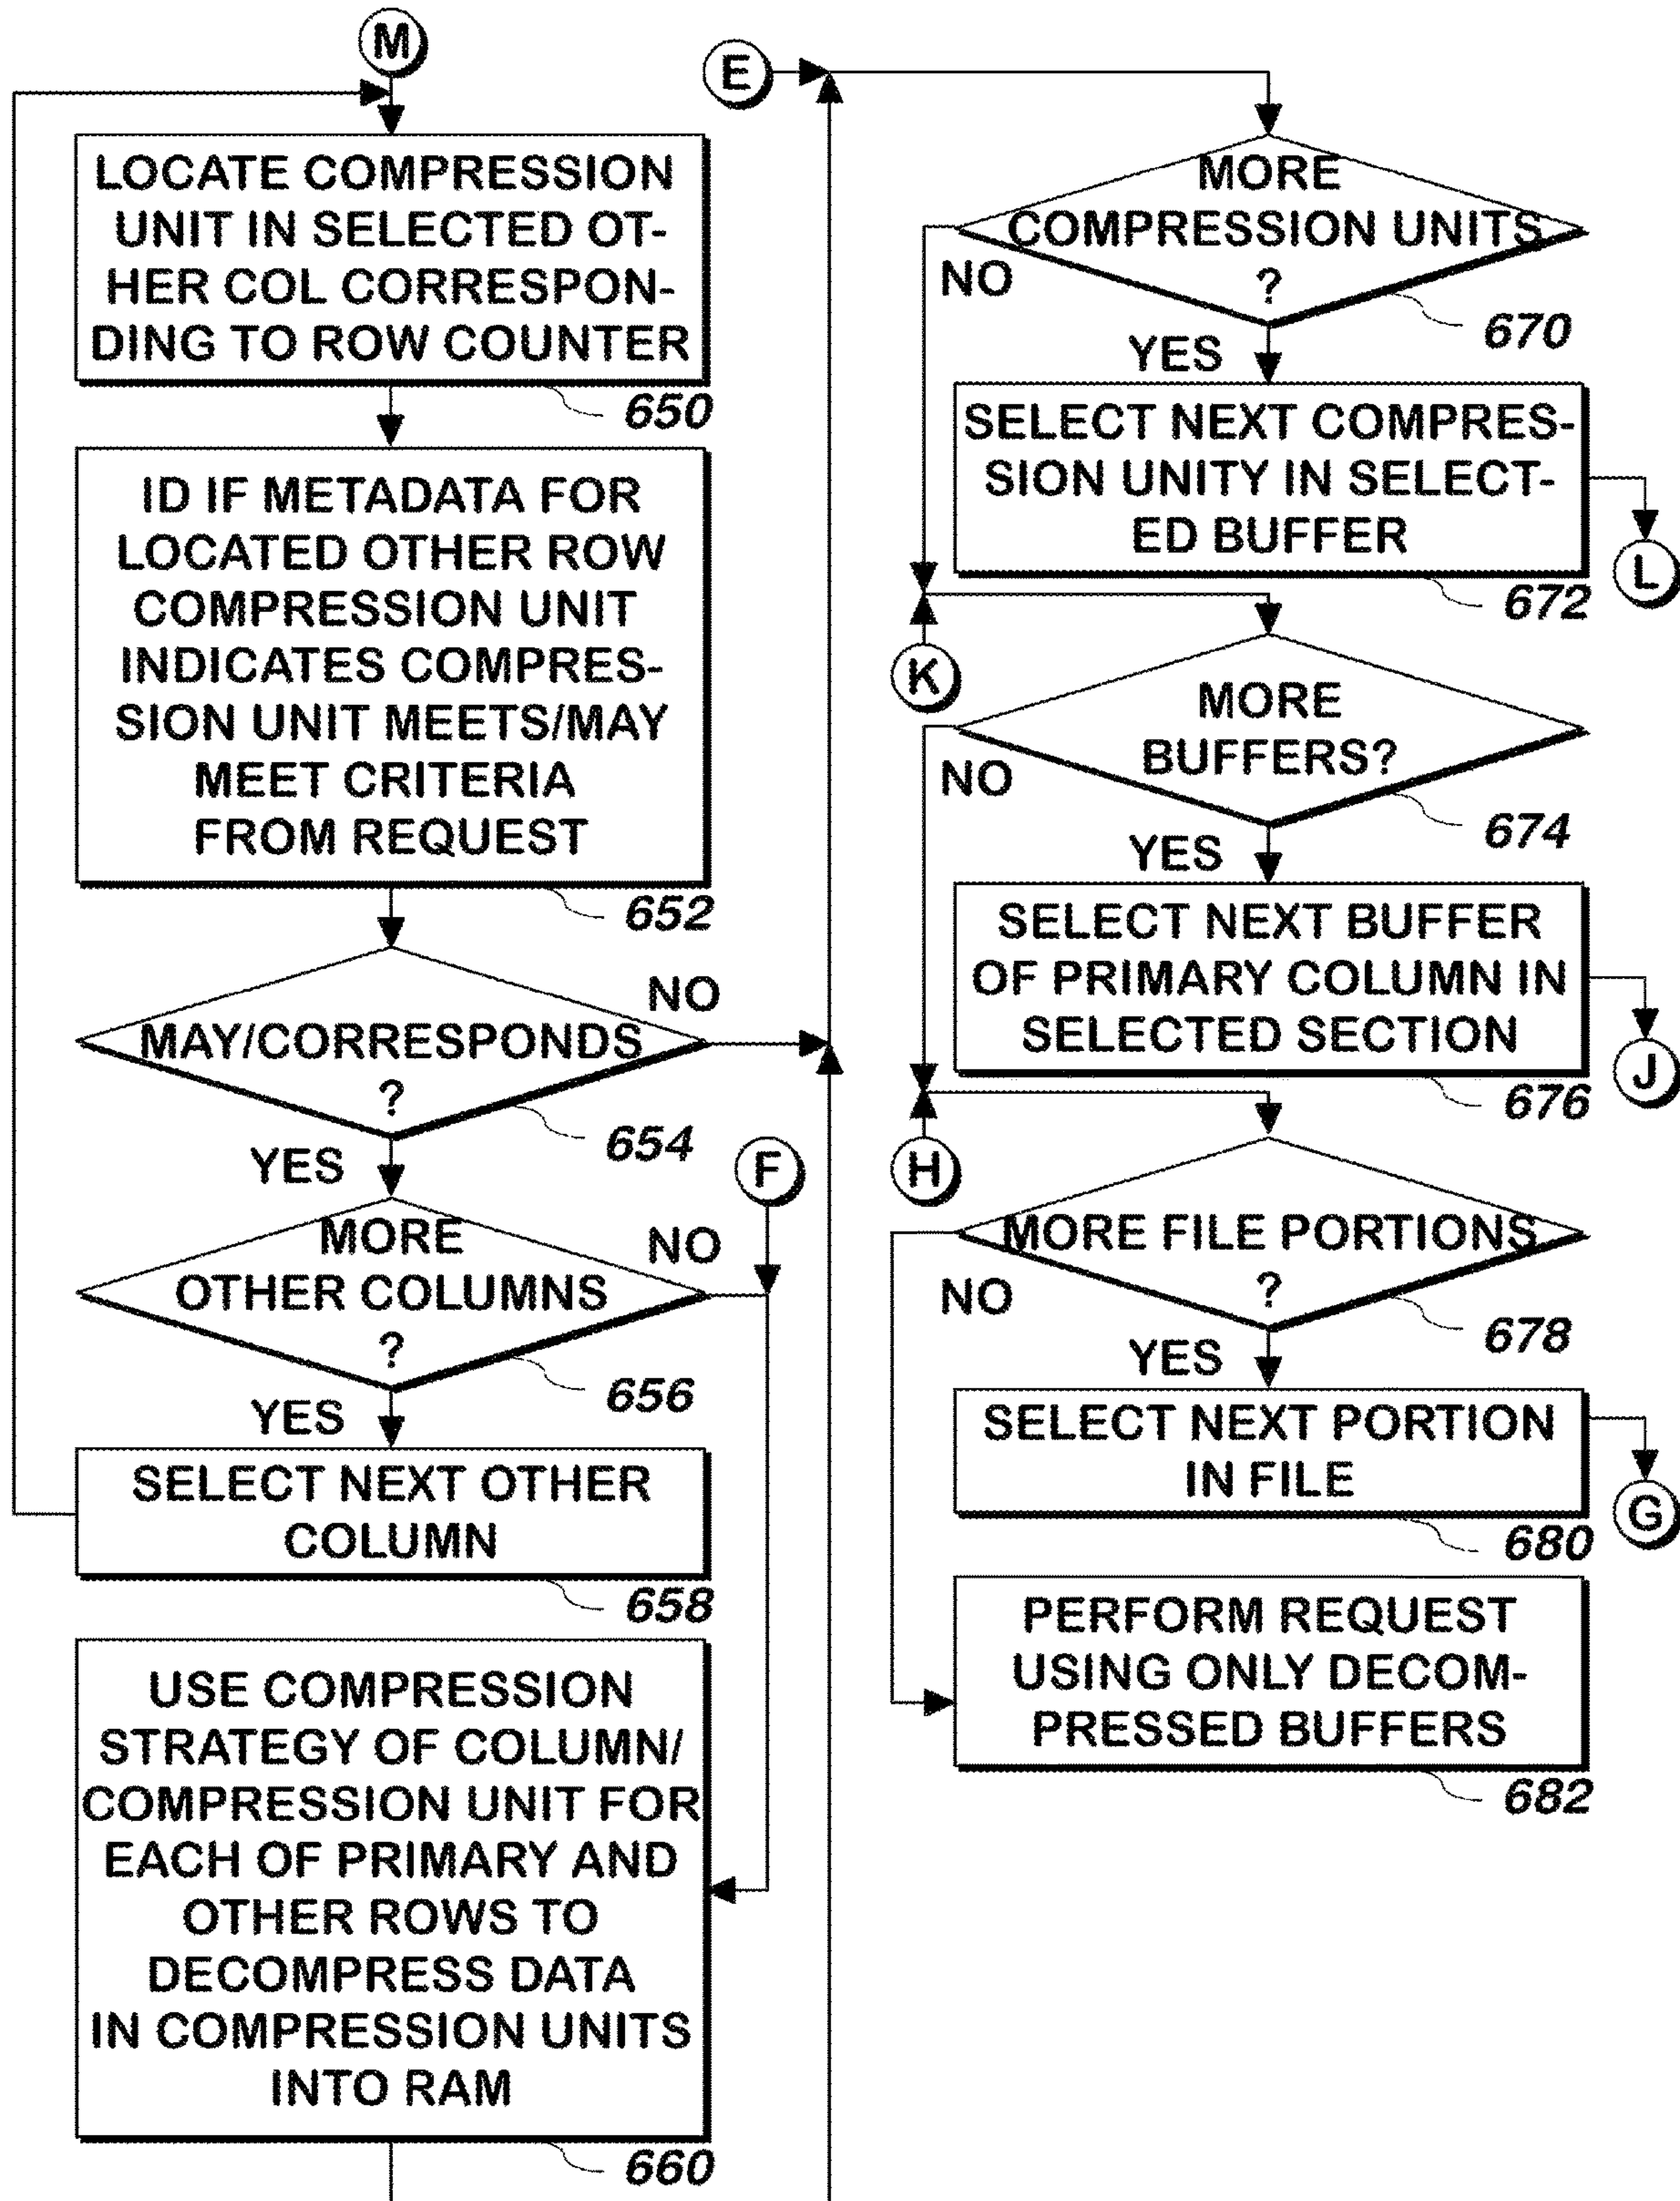 M
LOCATE COMPRESSION
UNIT IN SELECTED OT-
HER COL CORRESPON-
DING TO ROW COUNTER
650
ID IF METADATA FOR
LOCATED OTHER ROW
COMPRESSION UNIT
INDICATES COMPRES-
SION UNIT MEETS/MAY
MEET CRITERIA
FROM REQUEST
652
NO
MAY/CORRESPONDS
?
654
YES
F
MORE
NO
OTHER COLUMNS
?
656
YES
SELECT NEXT OTHER
COLUMN
658
USE COMPRESSION
STRATEGY OF COLUMN/
COMPRESSION UNIT FOR
EACH OF PRIMARY AND
OTHER ROWS TO
DECOMPRESS DATA
IN COMPRESSION UNITS
INTO RAM
660
E
MORE
COMPRESSION UNITS
NO
?
670
YES
SELECT NEXT COMPRES-
SION UNITY IN SELECT-
ED BUFFER
L
672
K
MORE
BUFFERS?
NO
674
YES
SELECT NEXT BUFFER
OF PRIMARY COLUMN IN
SELECTED SECTION
J
676
H
MORE FILE PORTIONS
NO
?
678
YES
SELECT NEXT PORTION
IN FILE
G
680
PERFORM REQUEST
USING ONLY DECOM-
PRESSED BUFFERS
682